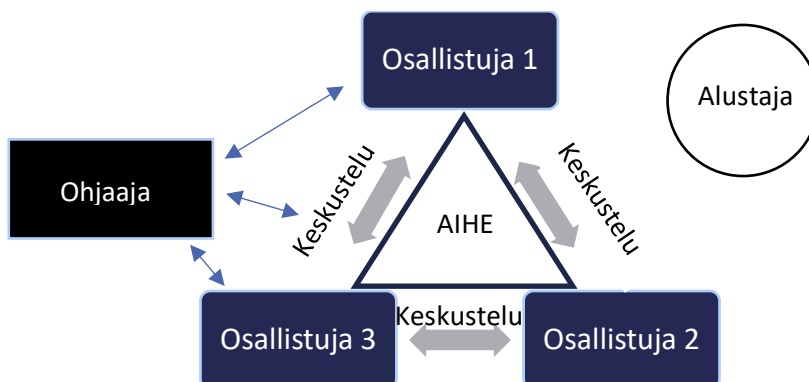 Osallistuja 1
Alustaja
Keskustelu
Keskustelu
Ohjaaja
AIHE
Keskustelu
Osallistuja 3
Osallistuja 2